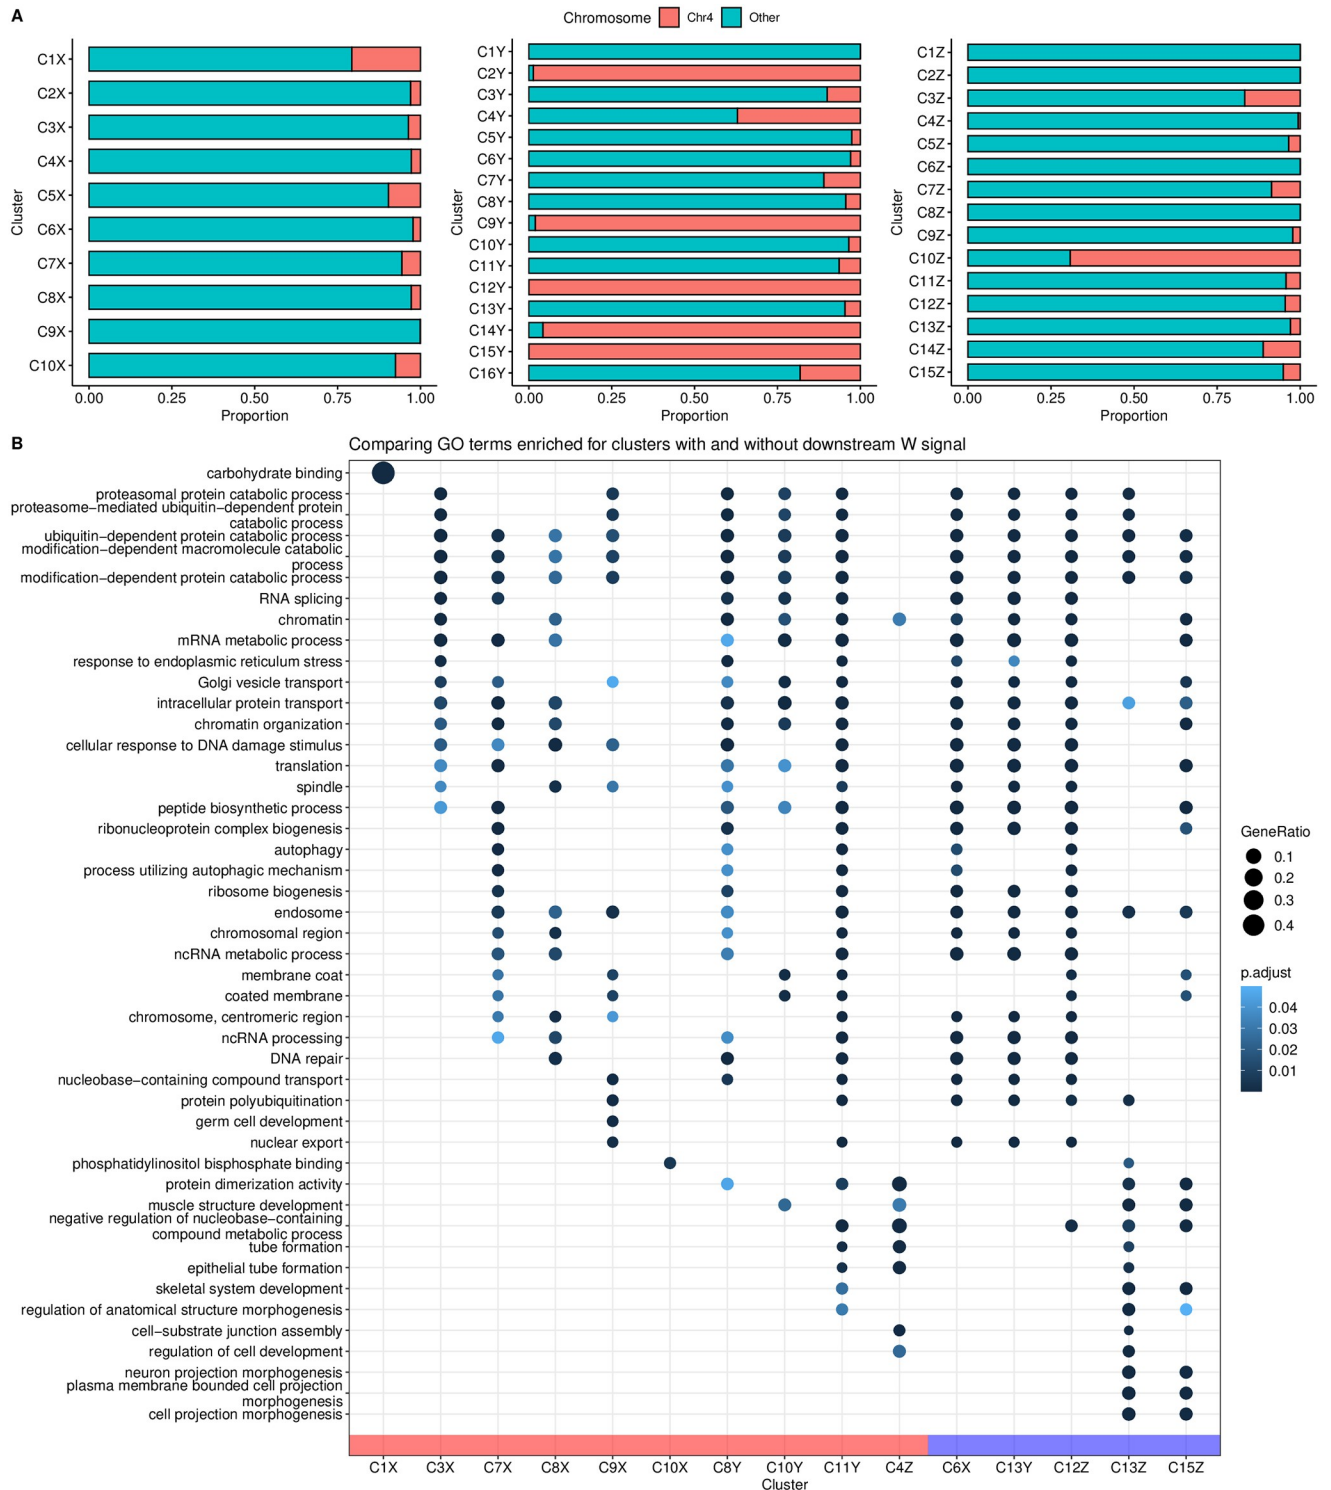 A
Chromosome Chr4 Other
C1X
C2X
C3X
C4X
C5X
C6X
C7X
C8X
C9X
C10X
Cluster
0.00 0.25 0.50 0.75 1.00
Proportion
C1Y
C2Y
C3Y
C4Y
C5Y
C6Y
C7Y
C8Y
C9Y
C10Y
C11Y
C12Y
C13Y
C14Y
C15Y
C16Y
Cluster
0.00 0.25 0.50 0.75 1.00
Proportion
C1Z
C2Z
C3Z
C4Z
C5Z
C6Z
C7Z
C8Z
C9Z
C10Z
C11Z
C12Z
C13Z
C14Z
C15Z
Cluster
0.00 0.25 0.50 0.75 1.00
Proportion
B
Comparing GO terms enriched for clusters with and without downstream W signal
carbohydrate binding
proteasomal protein catabolic process
proteasome−mediated ubiquitin−dependent protein
catabolic process
ubiquitin−dependent protein catabolic process
modification−dependent macromolecule catabolic
process
modification−dependent protein catabolic process
RNA splicing
chromatin
mRNA metabolic process
response to endoplasmic reticulum stress
Golgi vesicle transport
intracellular protein transport
chromatin organization
cellular response to DNA damage stimulus
translation
spindle
peptide biosynthetic process
ribonucleoprotein complex biogenesis
autophagy
process utilizing autophagic mechanism
ribosome biogenesis
endosome
chromosomal region
ncRNA metabolic process
membrane coat
coated membrane
chromosome, centromeric region
ncRNA processing
DNA repair
nucleobase−containing compound transport
protein polyubiquitination
germ cell development
nuclear export
phosphatidylinositol bisphosphate binding
protein dimerization activity
muscle structure development
negative regulation of nucleobase−containing
compound metabolic process
tube formation
epithelial tube formation
skeletal system development
regulation of anatomical structure morphogenesis
cell−substrate junction assembly
regulation of cell development
neuron projection morphogenesis
plasma membrane bounded cell projection
morphogenesis
cell projection morphogenesis
C1X C3X C7X C8X C9X C10X C8Y C10Y C11Y C4Z C6X C13Y C12Z C13Z C15Z
Cluster
GeneRatio
0.1
0.2
0.3
0.4
p.adjust
0.04
0.03
0.02
0.01